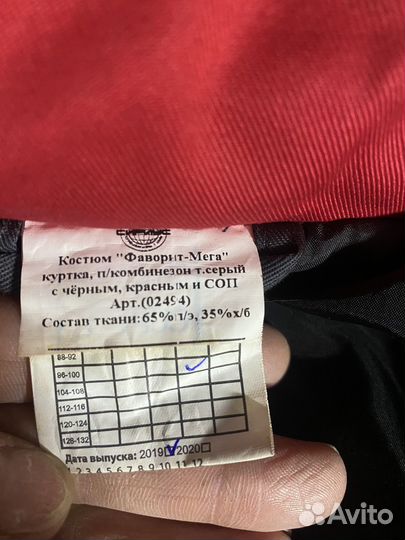 СИРИУС
Костюм "Фаворит-Мега"
куртка, п/комбинезон т.серый
с чёрным, красным и СОП
Арт.(02494)
Состав ткани: 65%п/э, 35%х/б
88-92
96-100
104-108
112-116
120-124
128-132
Дата выпуска: 2019 2020
1 2 3 4 5 6 7 8 9 10 11 12
Avito